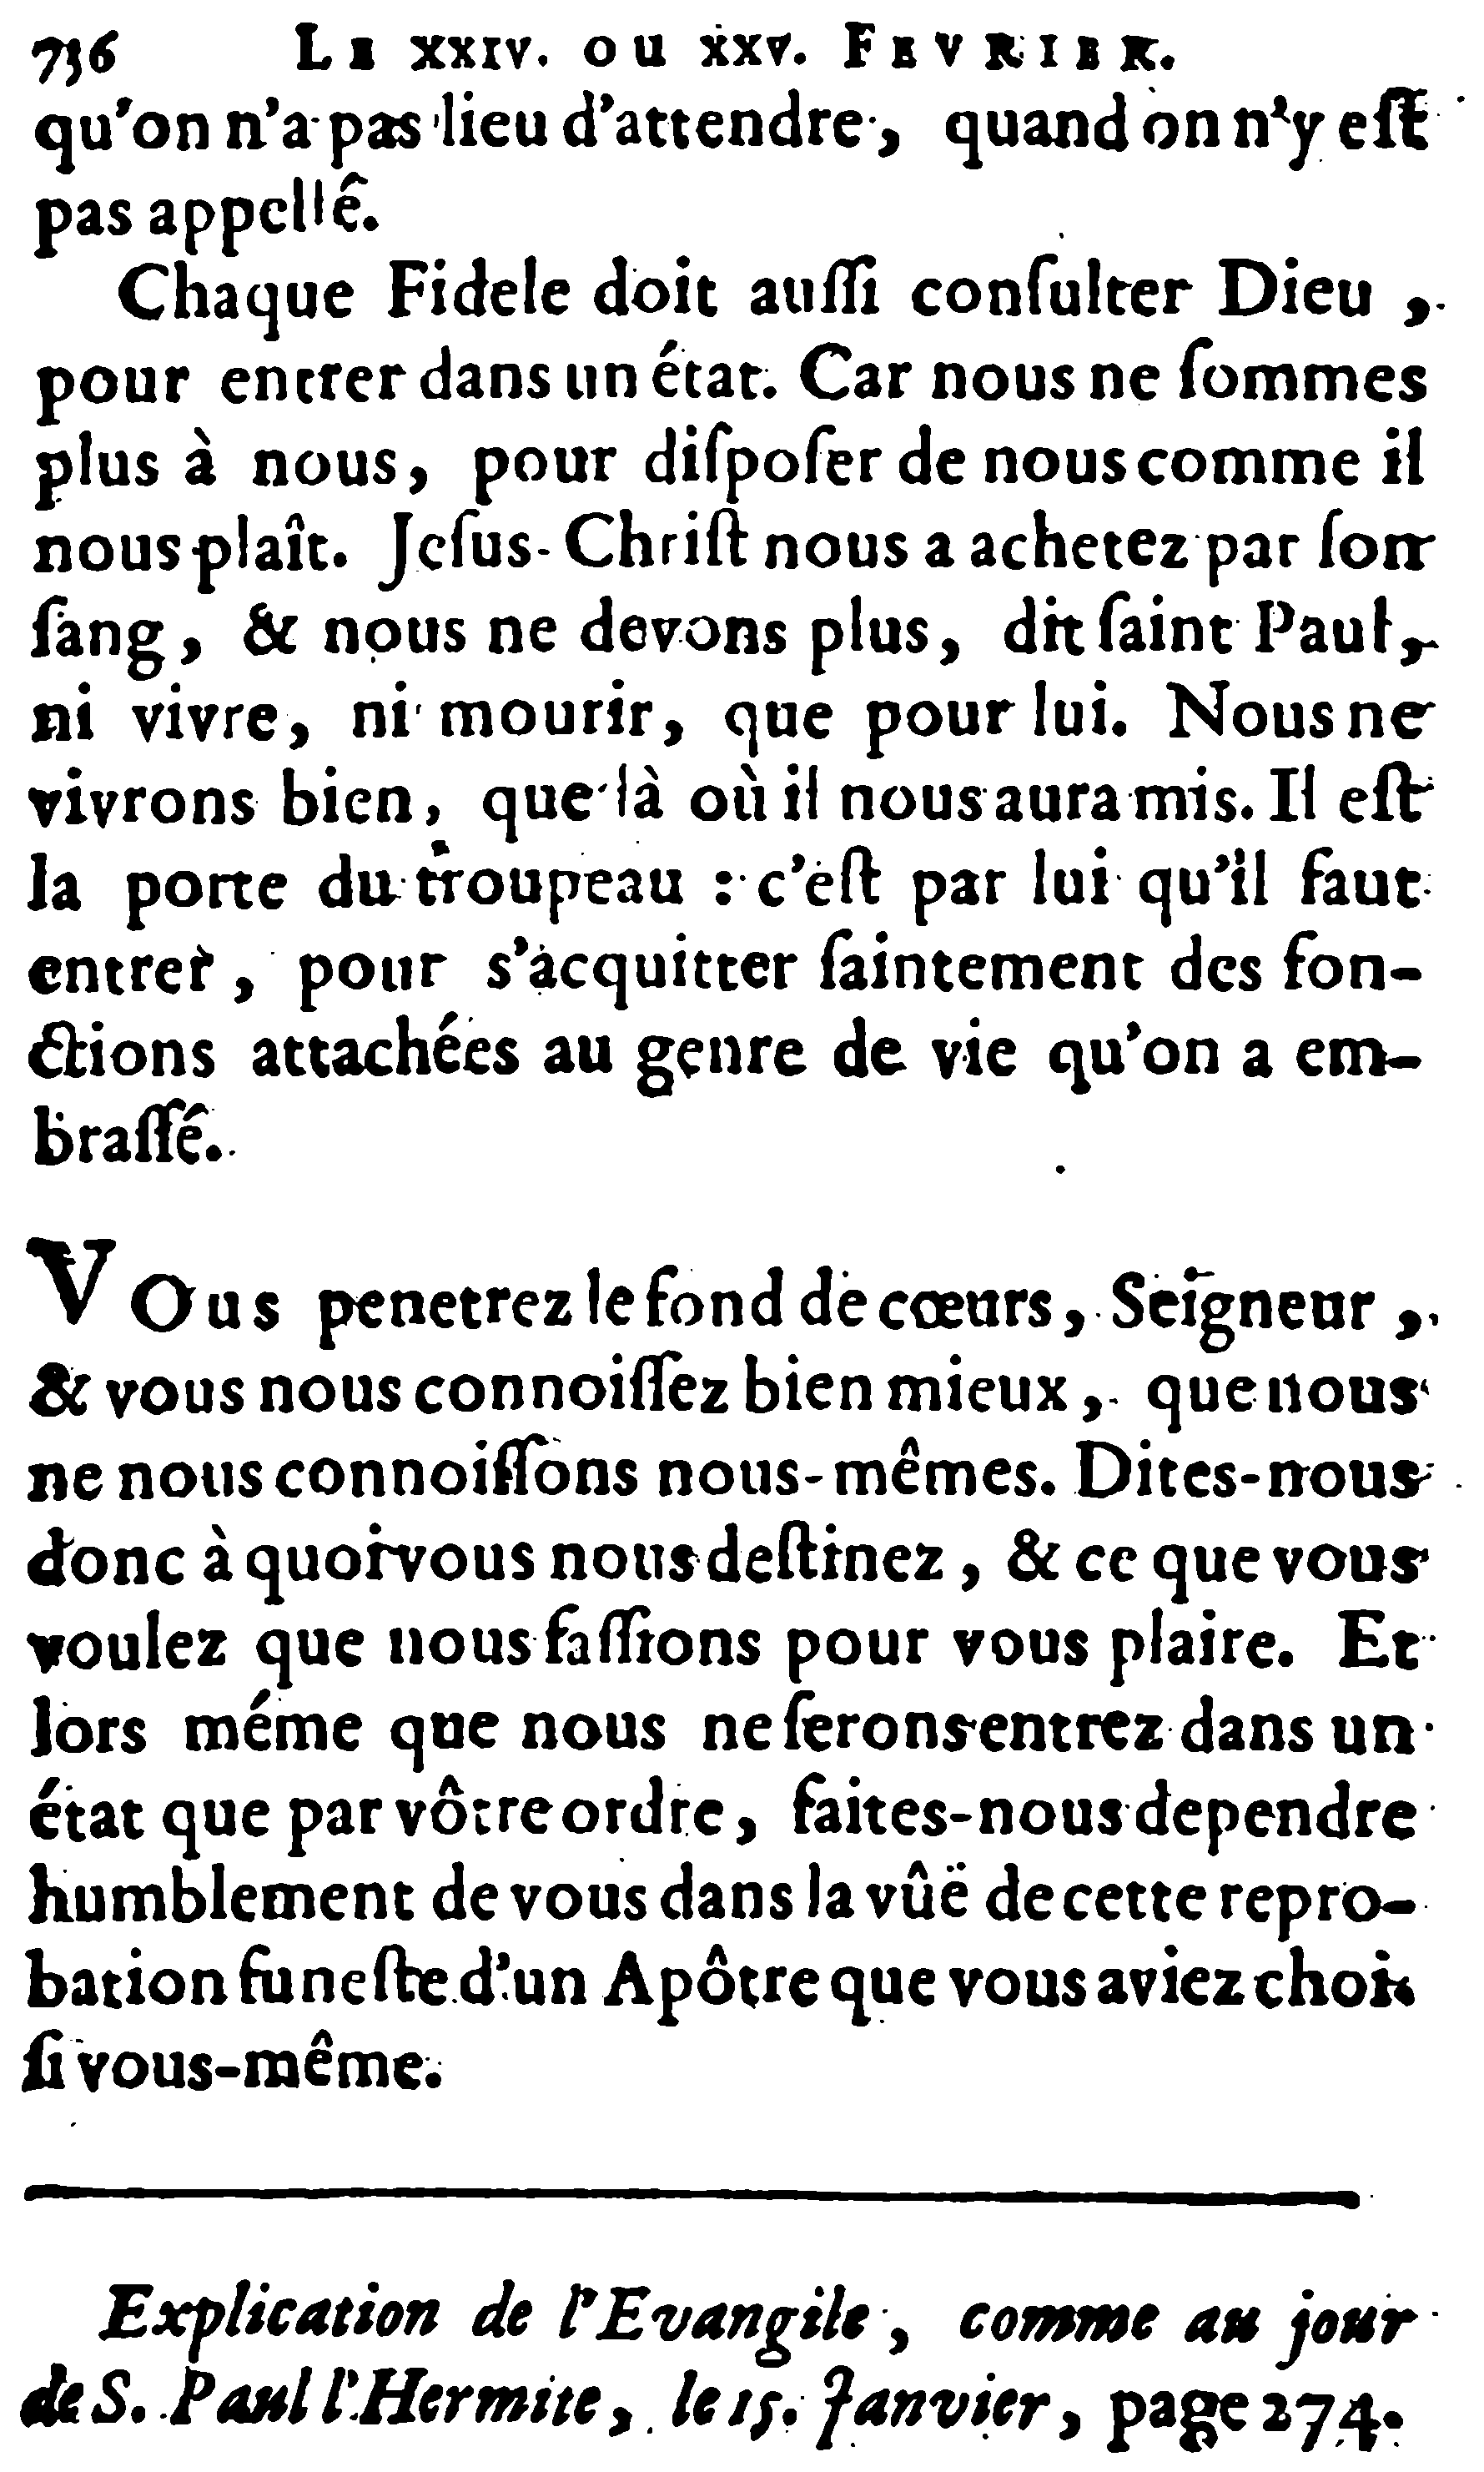 736 LE XXIV. OU XXV. FEVRIER.
qu'on n'a pas lieu d'attendre, quand on n'y eſt
pas appellé.
Chaque Fidele doit auſſi conſulter Dieu,
pour entrer dans un état. Car nous ne ſommes
plus à nous, pour diſpoſer de nous comme il
nous plaît. Jeſus-Chriſt nous a achetez par ſon
ſang, & nous ne devons plus, dit ſaint Paul,
ni vivre, ni mourir, que pour lui. Nous ne
vivrons bien, que là où il nous aura mis. Il eſt
la porte du troupeau : c'eſt par lui qu'il faut
entrer, pour s'acquitter ſaintement des fon-
ctions attachées au genre de vie qu'on a em-
braſſé.
VOus penetrez le fond de cœurs, Seigneur,
& vous nous connoiſſez bien mieux, que nous
ne nous connoiſſons nous-mêmes. Dites-nous
donc à quoi vous nous deſtinez, & ce que vous
voulez que nous faſſions pour vous plaire. Et
lors méme que nous ne ſerons entrez dans un
état que par vôtre ordre, faites-nous dependre
humblement de vous dans la vûë de cette repro-
bation funeſte d'un Apôtre que vous aviez choi
ſi vous-même.
Explication de l'Evangile, comme au jour
de S. Paul l'Hermite, le 15. Janvier, page 274.